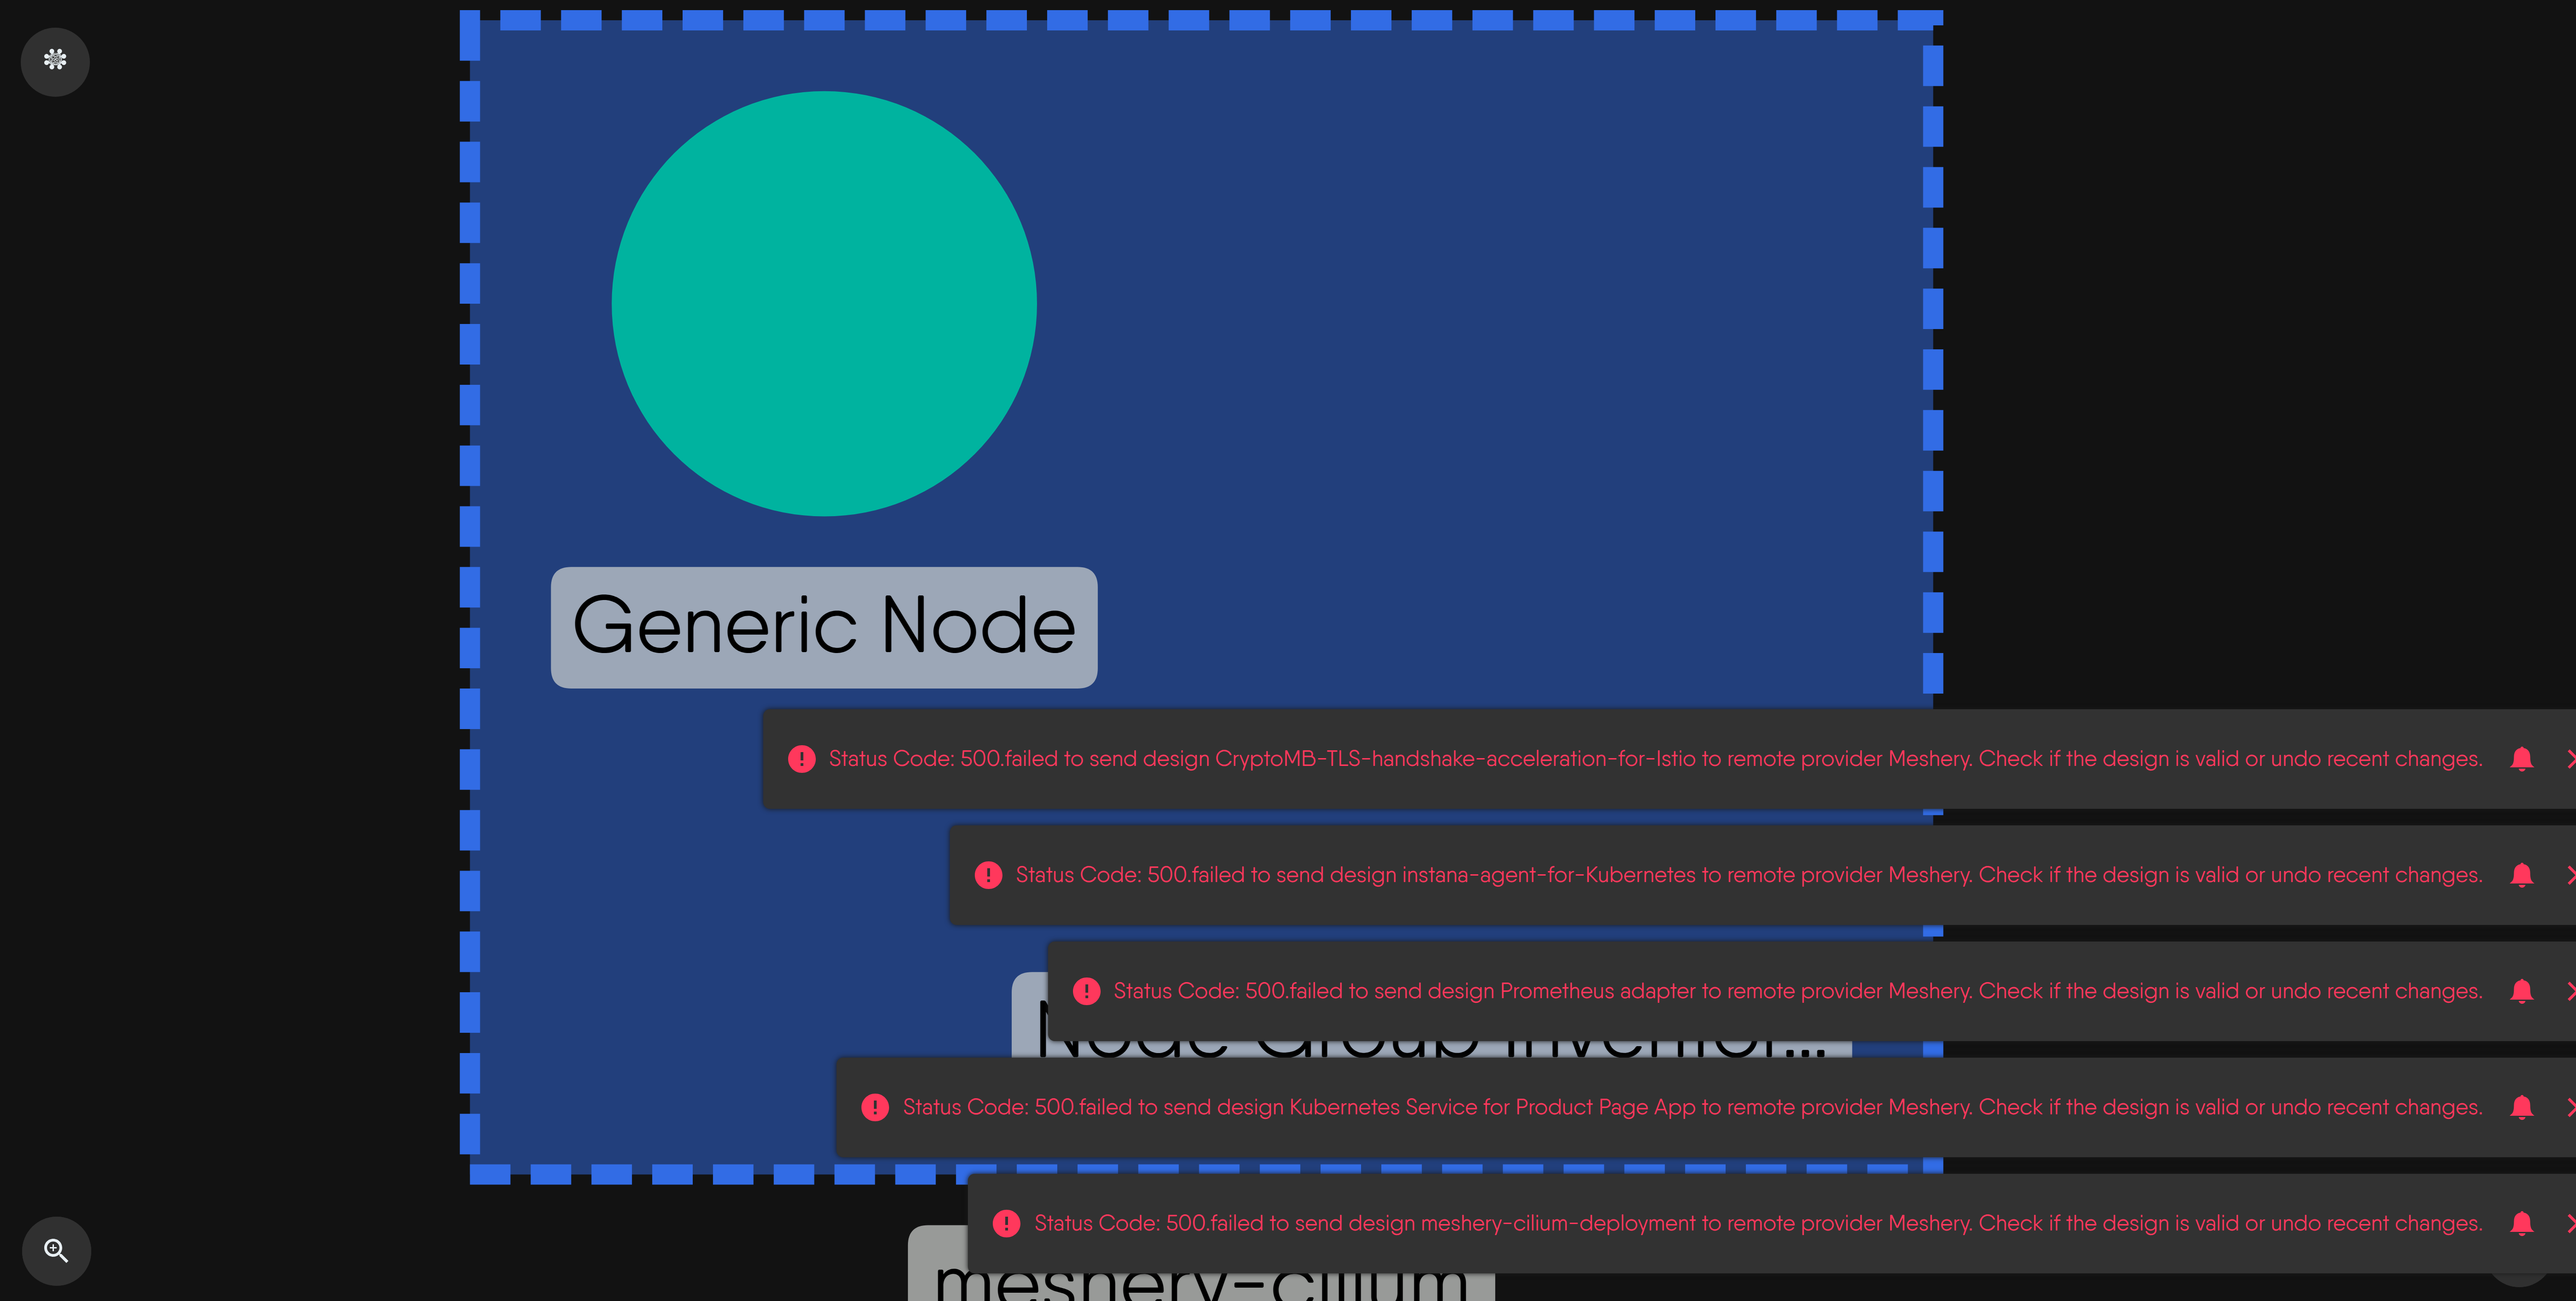 Generic Node
Status Code: 500.failed to send design CryptoMB-TLS-handshake-acceleration-for-Istio to remote provider Meshery. Check if the design is valid or undo recent changes.
Status Code: 500.failed to send design instana-agent-for-Kubernetes to remote provider Meshery. Check if the design is valid or undo recent changes.
Status Code: 500.failed to send design Prometheus adapter to remote provider Meshery. Check if the design is valid or undo recent changes.
Node Group Inventor...
Status Code: 500.failed to send design Kubernetes Service for Product Page App to remote provider Meshery. Check if the design is valid or undo recent changes.
Status Code: 500.failed to send design meshery-cilium-deployment to remote provider Meshery. Check if the design is valid or undo recent changes.
meshery-cilium